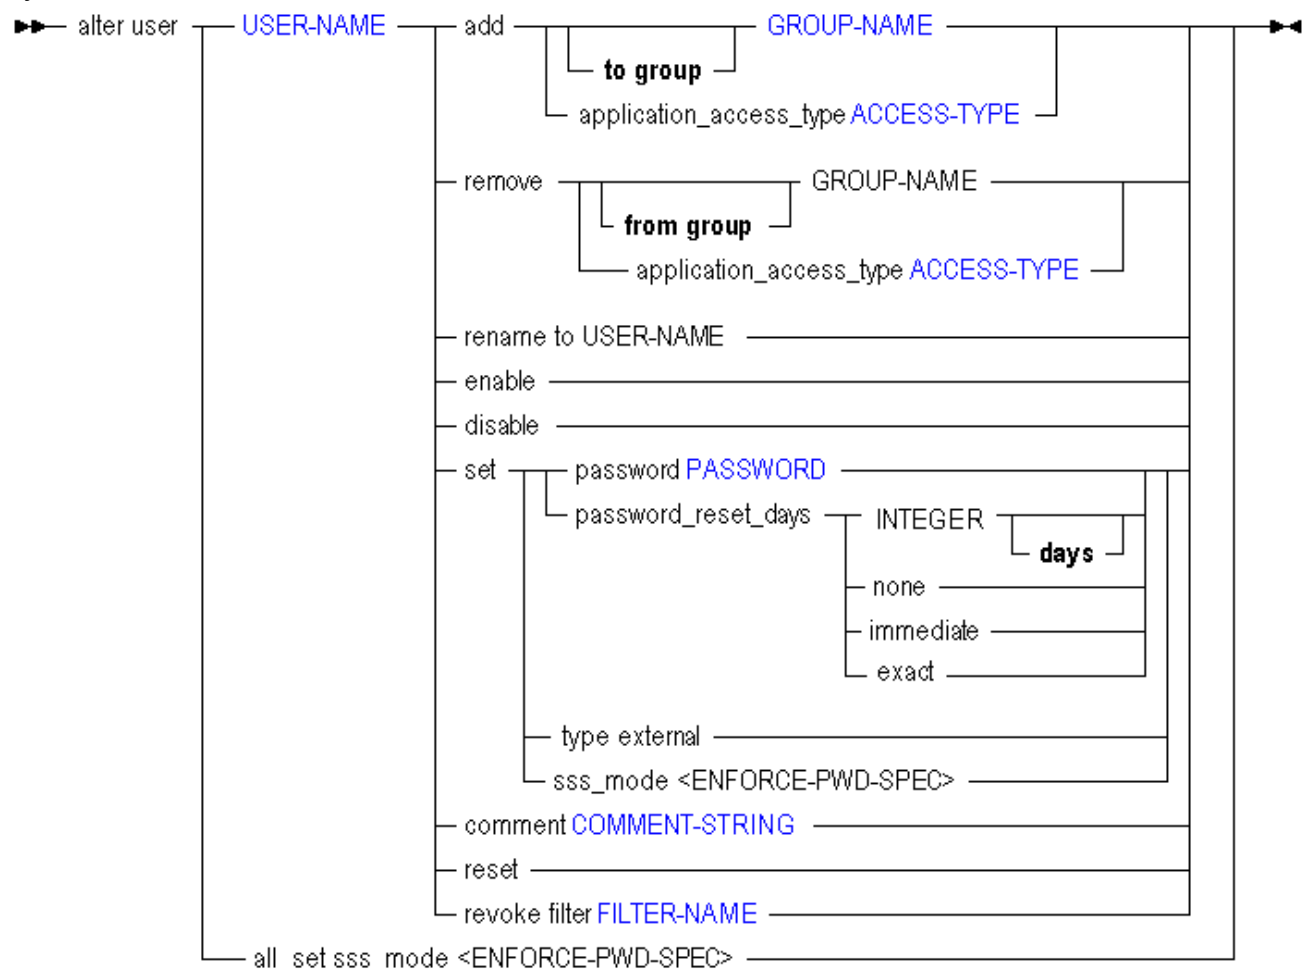 alter user USER-NAME add GROUP-NAME
to group
application_access_type ACCESS-TYPE
remove GROUP-NAME
from group
application_access_type ACCESS-TYPE
rename to USER-NAME
enable
disable
set password PASSWORD
password_reset_days INTEGER
days
none
immediate
exact
type external
sss_mode <ENFORCE-PWD-SPEC>
comment COMMENT-STRING
reset
revoke filter FILTER-NAME
all set sss mode <ENFORCE-PWD-SPEC>